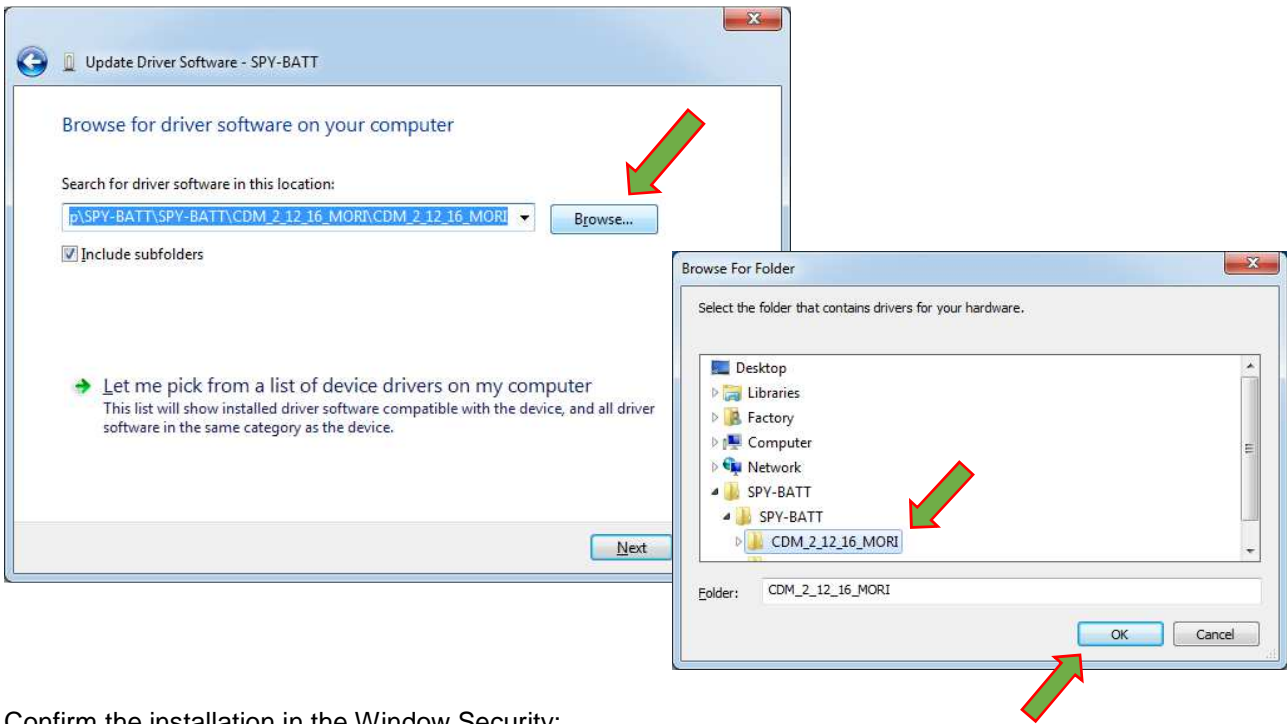 Update Driver Software - SPY-BATT
Browse for driver software on your computer
Search for driver software in this location:
p\SPY-BATT\SPY-BATT\CDM_2_12_16_MORI\CDM_2_12_16_MORI
Browse...
Include subfolders
Let me pick from a list of device drivers on my computer
This list will show installed driver software compatible with the device, and all driver
software in the same category as the device.
Next
Browse For Folder
Select the folder that contains drivers for your hardware.
Desktop
Libraries
Factory
Computer
Network
SPY-BATT
SPY-BATT
CDM_2_12_16_MORI
Folder: CDM_2_12_16_MORI
OK Cancel
Confirm the installation in the Window Security: